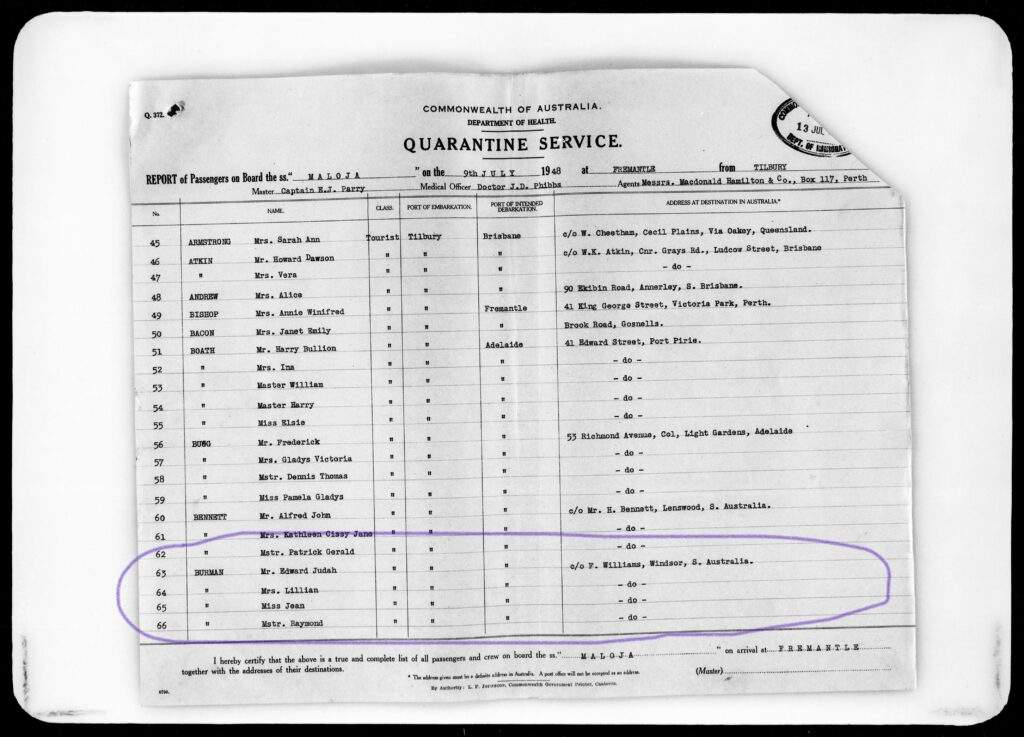 Q. 372.
COMMONWEALTH OF AUSTRALIA.
DEPARTMENT OF HEALTH.
QUARANTINE SERVICE.
13 JUL
REPORT of Passengers on Board the ss." MALOJA " on the 9th JULY 1948 at FREMANTLE from TILBURY
Master Captain E.J. Parry Medical Officer Doctor J.D. Phibbs Agents Messrs. Macdonald Hamilton & Co., Box 117, Perth
No. NAME. CLASS. PORT OF EMBARKATION. PORT OF INTENDED DEBARKATION. ADDRESS AT DESTINATION IN AUSTRALIA.*
45 ARMSTRONG Mrs. Sarah Ann Tourist Tilbury Brisbane c/o W. Cheetham, Cecil Plains, Via Oakey, Queensland.
46 ATKIN Mr. Howard Dawson " " " c/o W.K. Atkin, Cnr. Grays Rd., Ludcow Street, Brisbane
47 " Mrs. Vera " " " - do -
48 ANDREW Mrs. Alice " " " 90 Ekibin Road, Annerley, S. Brisbane.
49 BISHOP Mrs. Annie Winifred " " Fremantle 41 King George Street, Victoria Park, Perth.
50 BACON Mrs. Janet Emily " " " Brook Road, Gosnells.
51 BOATH Mr. Harry Bullion " " Adelaide 41 Edward Street, Port Pirie.
52 " Mrs. Ina " " " - do -
53 " Master William " " " - do -
54 " Master Harry " " " - do -
55 " Miss Elsie " " " - do -
56 BUGG Mr. Frederick " " " 53 Richmond Avenue, Col, Light Gardens, Adelaide
57 " Mrs. Gladys Victoria " " " - do -
58 " Mstr. Dennis Thomas " " " - do -
59 " Miss Pamela Gladys " " " - do -
60 BENNETT Mr. Alfred John " " " c/o Mr. H. Bennett, Lenswood, S. Australia.
61 " Mrs. Kathleen Cissy Jane " " " - do -
62 " Mstr. Patrick Gerald " " " - do -
63 BURMAN Mr. Edward Judah " " " c/o F. Williams, Windsor, S. Australia.
64 " Mrs. Lillian " " " - do -
65 " Miss Jean " " " - do -
66 " Mstr. Raymond " " " - do -
I hereby certify that the above is a true and complete list of all passengers and crew on board the ss." MALOJA " on arrival at FREMANTLE
together with the addresses of their destinations. (Master)
* The address given must be a definite address in Australia. A post office will not be accepted as an address.
By Authority: L. F. Johnston, Commonwealth Government Printer, Canberra.